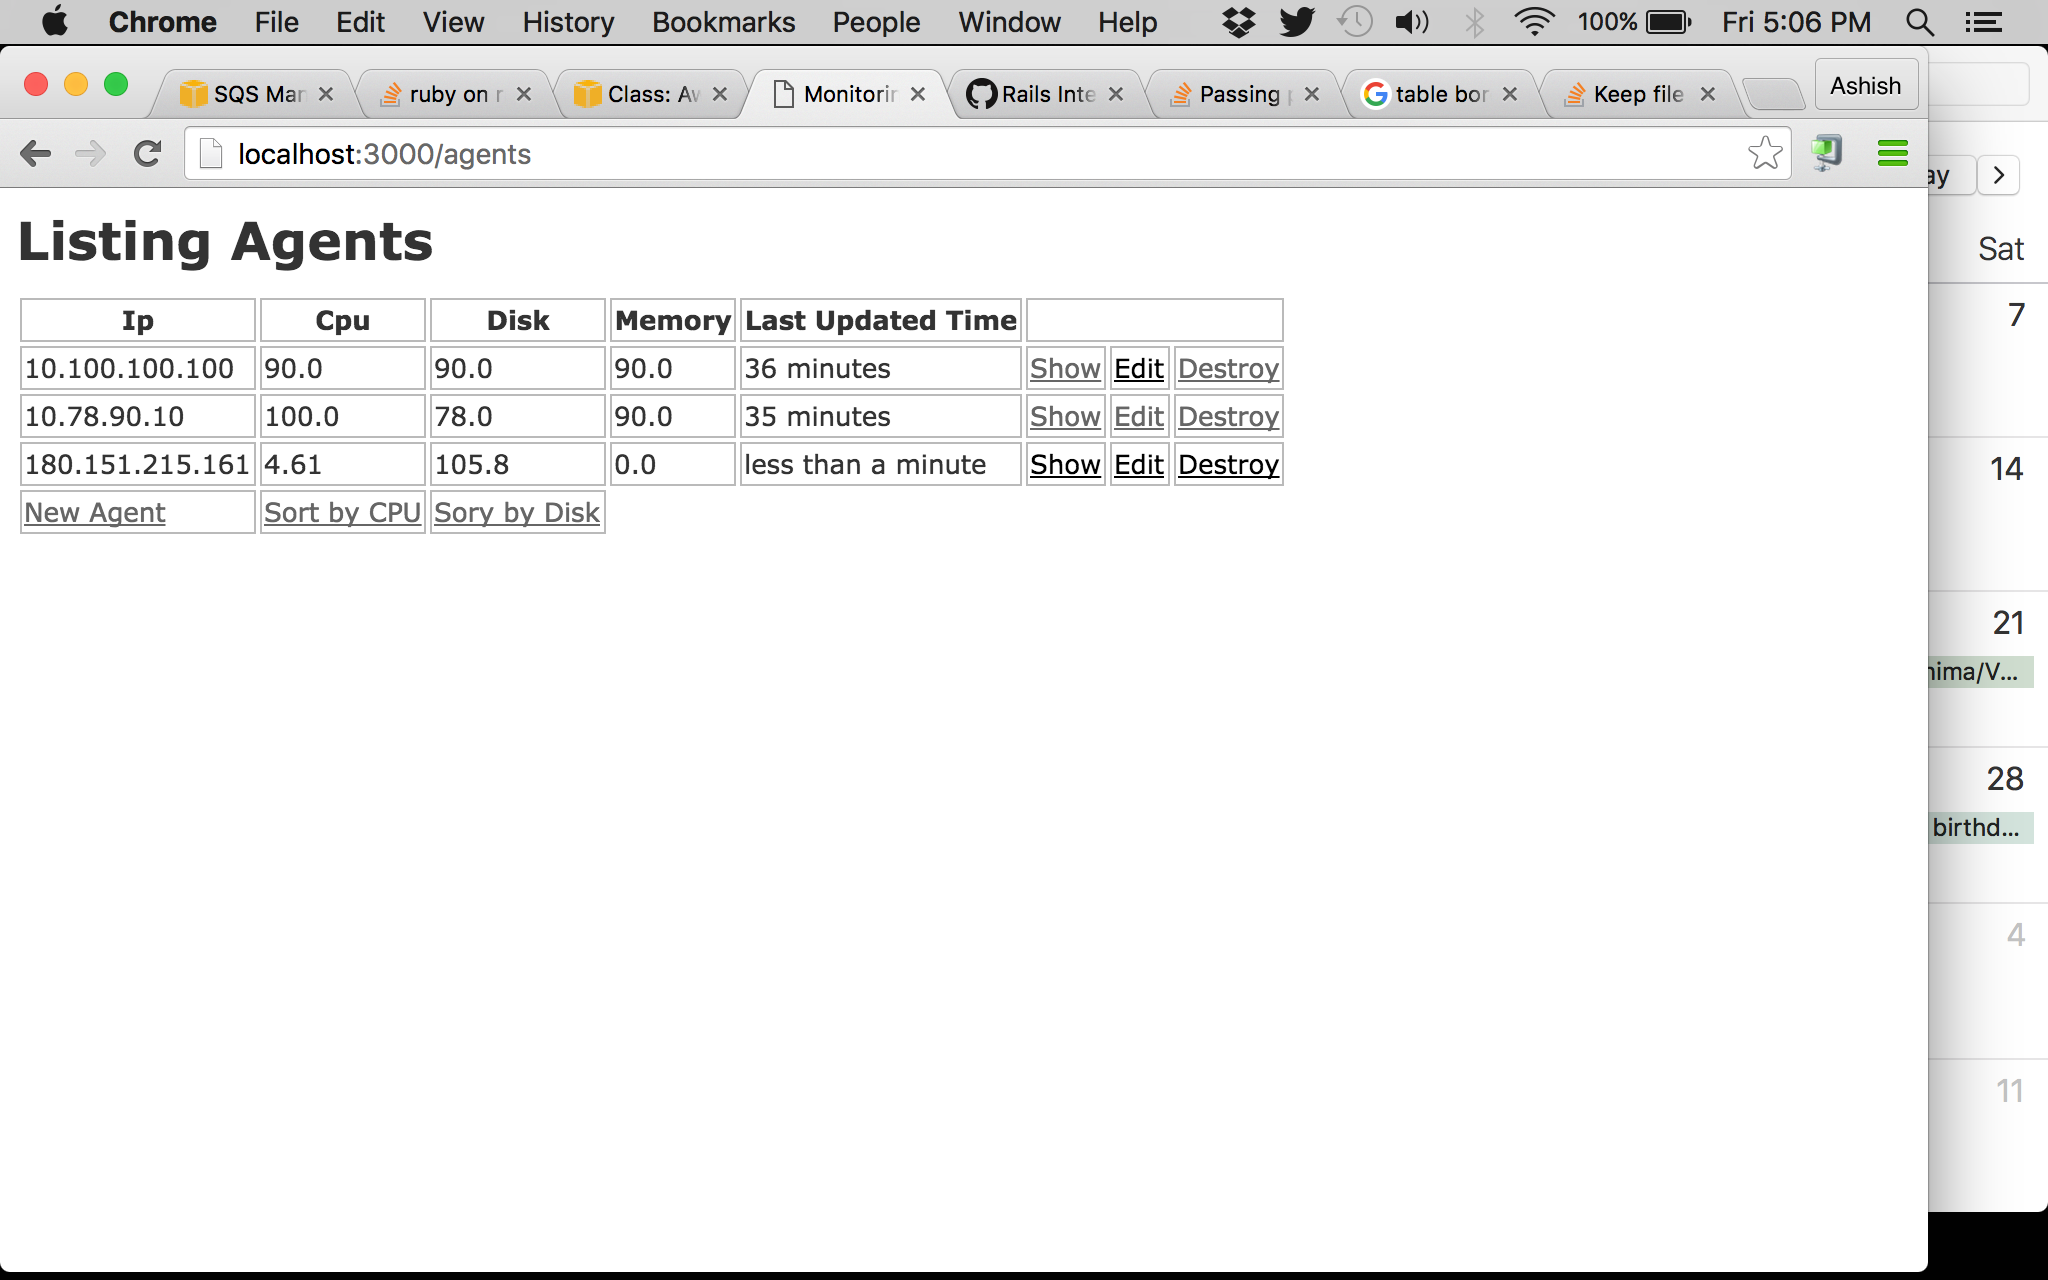 Chrome File Edit View History Bookmarks People Window Help 100% Fri 5:06 PM
SQS Mar ruby on r Class: Aw Monitorin Rails Inte Passing table bor Keep file Ashish
localhost:3000/agents
ay
Listing Agents
Sat
Ip Cpu Disk Memory Last Updated Time
7
10.100.100.100 90.0 90.0 90.0 36 minutes Show Edit Destroy
10.78.90.10 100.0 78.0 90.0 35 minutes Show Edit Destroy
180.151.215.161 4.61 105.8 0.0 less than a minute Show Edit Destroy
14
New Agent Sort by CPU Sory by Disk
21
hima/V...
28
birthd...
4
11